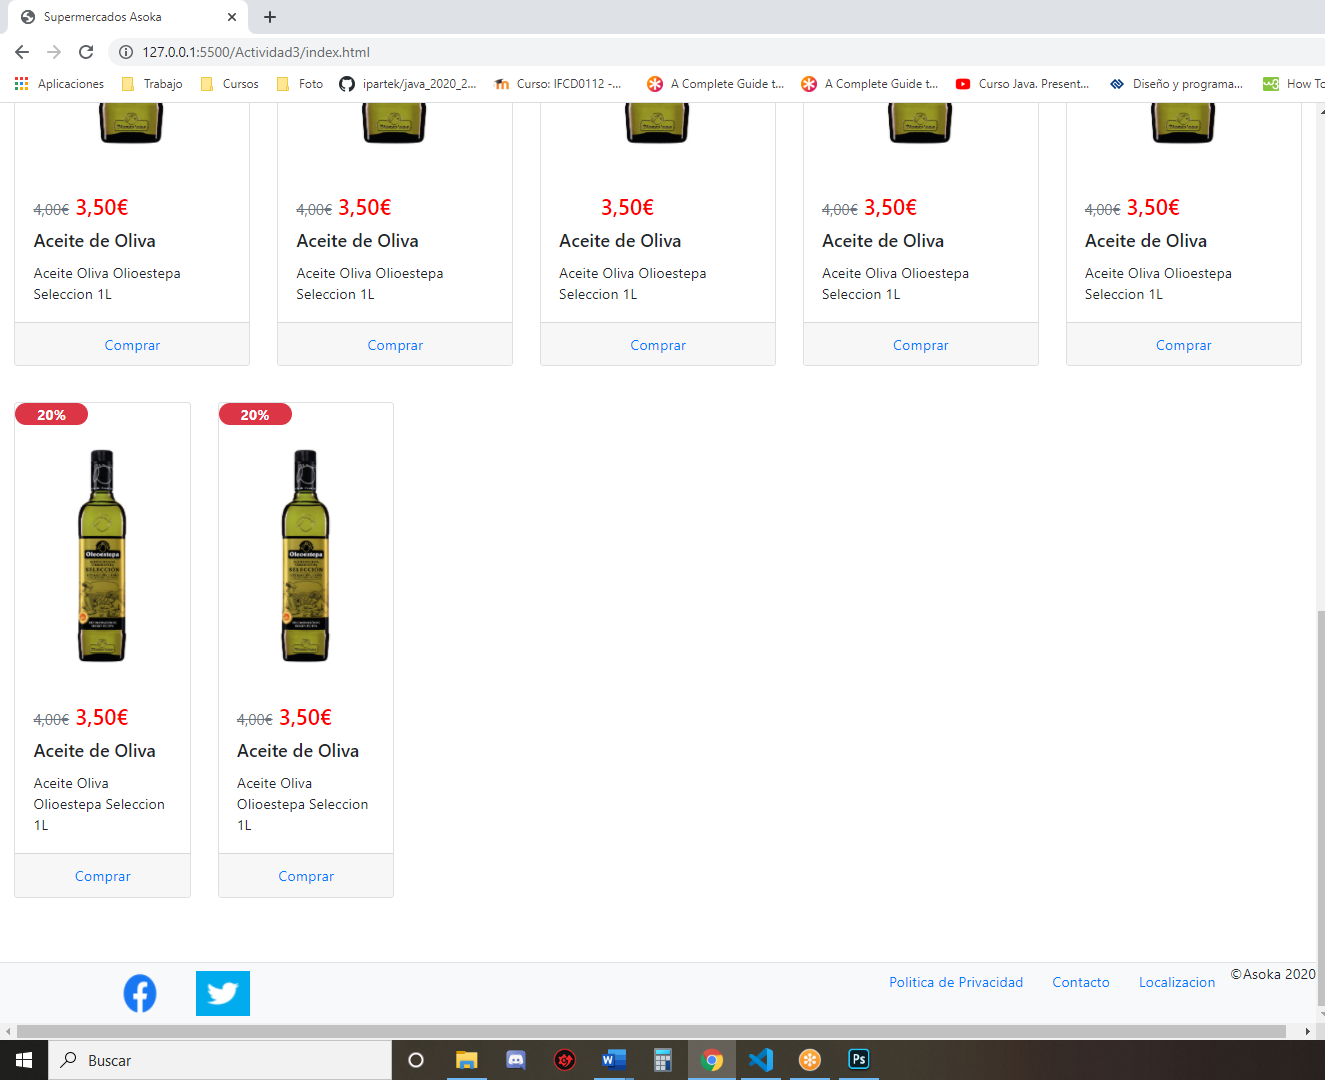 Supermercados Asoka
127.0.0.1:5500/Actividad3/index.html
Aplicaciones Trabajo Cursos Foto ipartek/java_2020_2... Curso: IFCD0112 -... A Complete Guide t... A Complete Guide t... Curso Java. Present... Diseño y programa... How To
4,00€ 3,50€ 4,00€ 3,50€ 3,50€ 4,00€ 3,50€ 4,00€ 3,50€
Aceite de Oliva Aceite de Oliva Aceite de Oliva Aceite de Oliva Aceite de Oliva
Aceite Oliva Olioestepa Aceite Oliva Olioestepa Aceite Oliva Olioestepa Aceite Oliva Olioestepa Aceite Oliva Olioestepa
Seleccion 1L Seleccion 1L Seleccion 1L Seleccion 1L Seleccion 1L
Comprar Comprar Comprar Comprar Comprar
20% 20%
Oleoestepa Oleoestepa
SELECCIÓN SELECCIÓN
4,00€ 3,50€ 4,00€ 3,50€
Aceite de Oliva Aceite de Oliva
Aceite Oliva Aceite Oliva
Olioestepa Seleccion Olioestepa Seleccion
1L 1L
Comprar Comprar
Politica de Privacidad Contacto Localizacion ©Asoka 2020
Buscar
W
Ps